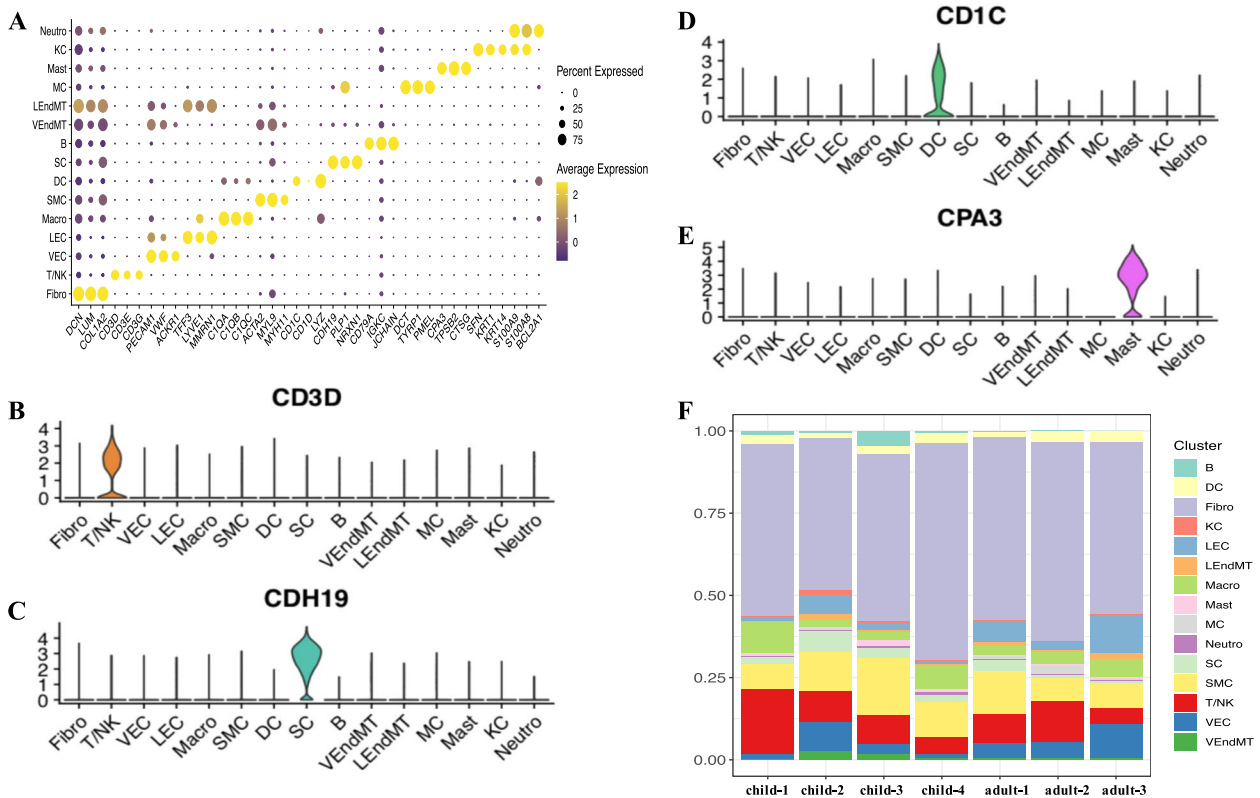 A
Neutro
KC
Mast
MC
LEndMT
VEndMT
B
SC
DC
SMC
Macro
LEC
VEC
T/NK
Fibro
DCN
LUM
COL1A2
CD3D
CD3E
CD3G
PECAM1
VWF
ACKR1
TFF3
LYVE1
MMRN1
C1QA
C1QB
C1QC
ACTA2
MYL9
MYH11
CD1C
CD1D
LYZ
CDH19
PLP1
NRXN1
CD79A
IGKC
JCHAIN
DCT
TYRP1
PMEL
CPA3
TPSB2
CTSG
SFN
KRT1
KRT14
S100A9
S100A8
BCL2A1
Percent Expressed
0
25
50
75
Average Expression
2
1
0
B
CD3D
4
3
2
1
0
Fibro
T/NK
VEC
LEC
Macro
SMC
DC
SC
B
VEndMT
LEndMT
MC
Mast
KC
Neutro
C
CDH19
4
3
2
1
0
Fibro
T/NK
VEC
LEC
Macro
SMC
DC
SC
B
VEndMT
LEndMT
MC
Mast
KC
Neutro
D
CD1C
4
3
2
1
0
Fibro
T/NK
VEC
LEC
Macro
SMC
DC
SC
B
VEndMT
LEndMT
MC
Mast
KC
Neutro
E
CPA3
5
4
3
2
1
0
Fibro
T/NK
VEC
LEC
Macro
SMC
DC
SC
B
VEndMT
LEndMT
MC
Mast
KC
Neutro
F
1.00
0.75
0.50
0.25
0.00
child-1
child-2
child-3
child-4
adult-1
adult-2
adult-3
Cluster
B
DC
Fibro
KC
LEC
LEndMT
Macro
Mast
MC
Neutro
SC
SMC
T/NK
VEC
VEndMT